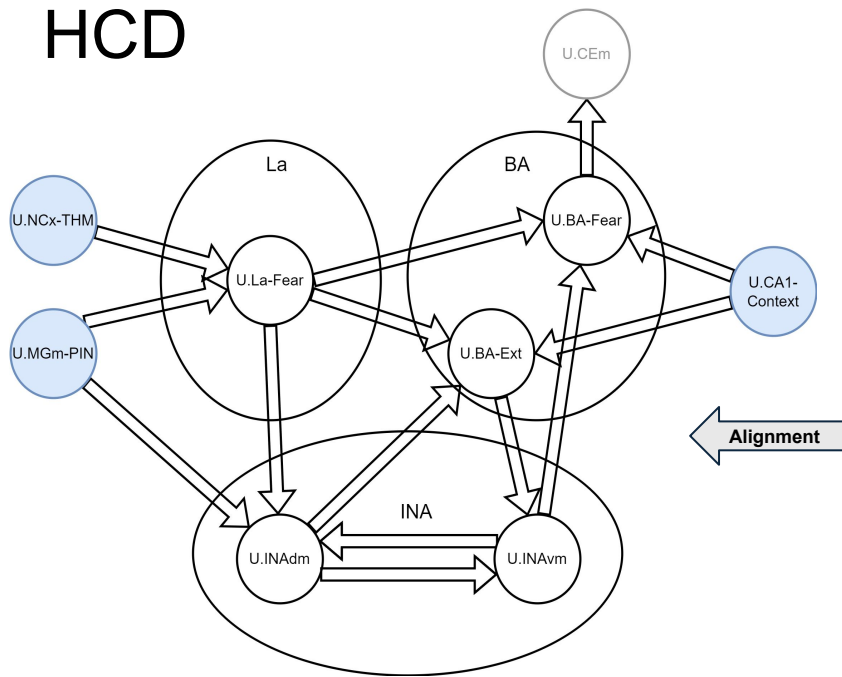 HCD
U.CEm
La
BA
U.NCx-THM
U.BA-Fear
U.La-Fear
U.CA1-
Context
U.MGm-PIN
U.BA-Ext
Alignment
INA
U.INAdm
U.INAvm